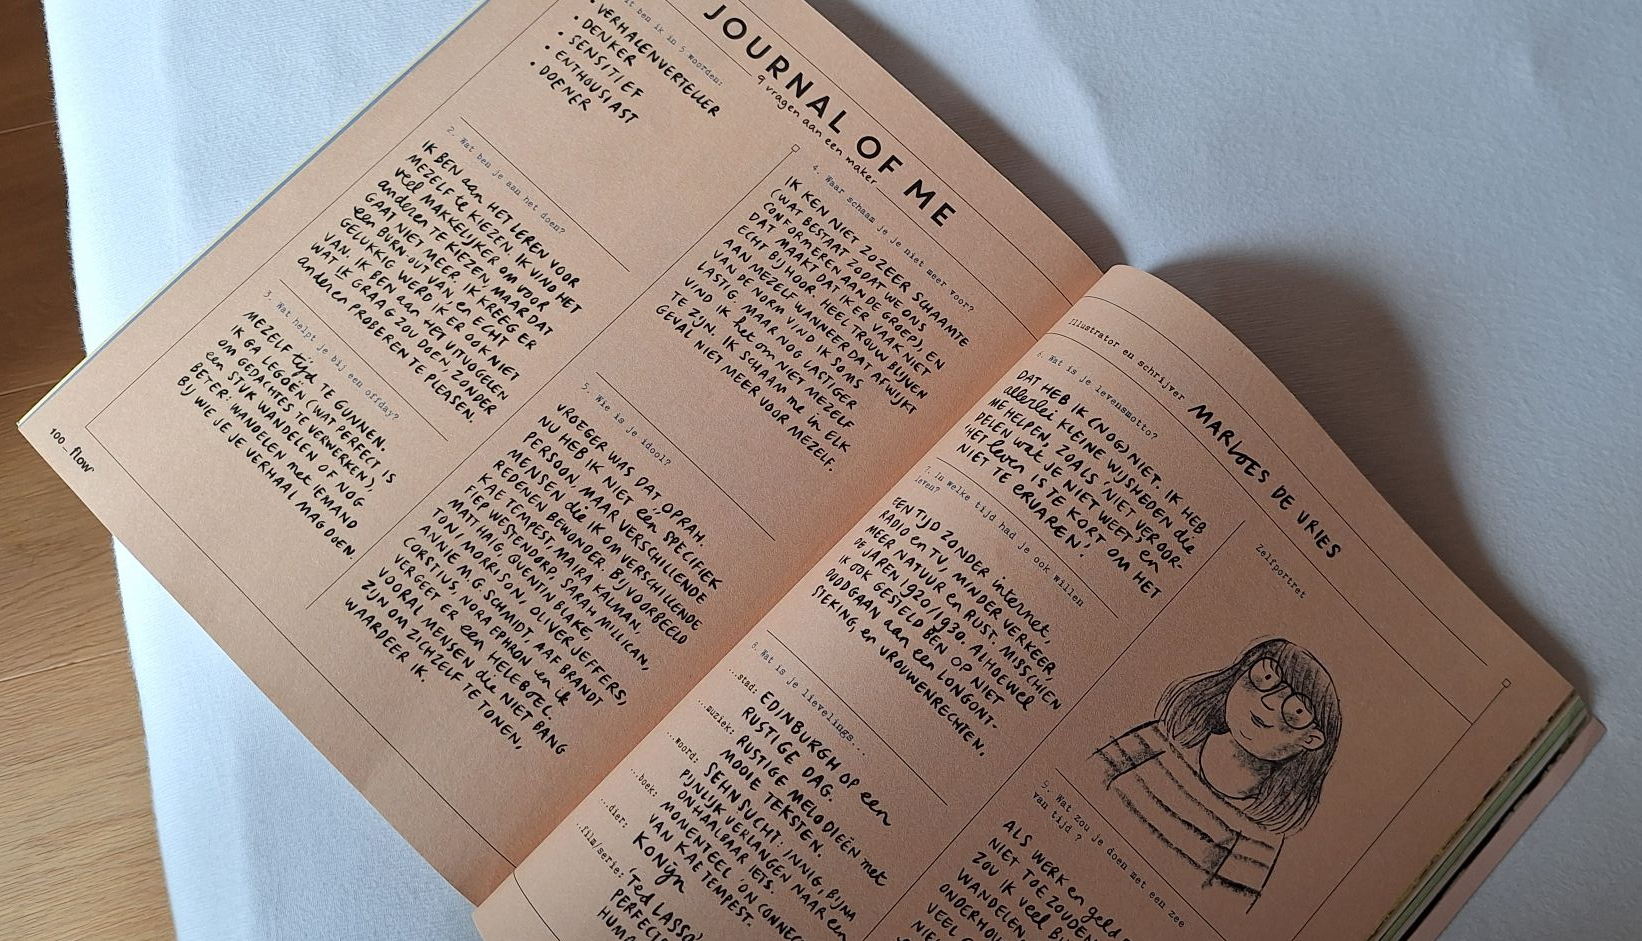 JOURNAL OF ME
9 vragen aan een maker
it ben ik in 5 woorden:
• VERHALENVERTELLER
• DENKER
• SENSITIEF
• ENTHOUSIAST
• DOENER
2. Wat ben je aan het doen?
IK BEN aan HET LEREN VOOR
MEZELF te KIEZEN. IK VIND HET
veel MAKKELIJKER OM VOOR
anderen TE KIEZEN, MAAR DAT
GAAT NIET MEER. IK KREEG ER
een BURN-OUT VAN, en ECHT
GELUKKIG WERD IK ER OOK NIET
VAN. IK BEN aan HET UITVOGELEN
WAT IK GRAAG ZOU DOEN, ZONDER
anderen PROBEREN TE PLEASEN.
3. Wat helpt je bij een offday?
MEZELF tijd TE GUNNEN.
IK GA LEGOËN (WAT PERFECT IS
OM GEDACHTES TE VERWERKEN),
een STUK WANDELEN OF NOG
BETER: WANDELEN met IEMAND
BIJ WIE JE JE VERHAAL MAG DOEN.
100_flow
4. Waar schaam je je niet meer voor?
IK KEN NIET ZOZEER SCHAAMTE
(WAT BESTAAT ZODAT WE ONS
CONFORMEREN AAN DE GROEP), EN
DAT MAAKT DAT IK ER VAAK NIET
ECHT BIJ HOOR. HEEL TROUW BLIJVEN
AAN MEZELF WANNEER DAT AFWIJKT
VAN DE NORM VIND IK SOMS
LASTIG. MAAR NOG LASTIGER
VIND IK het om NIET MEZELF
TE ZIJN. IK SCHAAM me in ELK
GEVAL NIET MEER VOOR MEZELF.
5. Wie is je idool?
VROEGER WAS DAT OPRAH.
NU HEB IK NIET één SPECIFIEK
PERSOON, MAAR VERSCHILLENDE
MENSEN die IK OM VERSCHILLENDE
REDENEN BEWONDER. BIJVOORBEELD
KAE TEMPEST, MAIRA KALMAN,
FIEP WESTENDORP, SARAH MILLICAN,
MATT HAIG, QUENTIN BLAKE,
TONI MORRISON, OLIVER JEFFERS,
ANNIE M.G. SCHMIDT, AAF BRANDT
CORSTIUS, NORA EPHRON en ik
VERGEET ER een HELEBOEL.
VOORAL MENSEN die NIET BANG
ZIJN OM ZICHZELF TE TONEN,
WAARDEER IK.
Illustrator en schrijver MARLOES DE VRIES
6. Wat is je levensmotto?
DAT HEB IK (NOG) NIET. IK HEB
allerlei KLEINE WIJSHEDEN die
ME HELPEN, ZOALS 'NIET VEROOR-
DELEN wat JE NIET WEET' en
'HET leven IS TE KORT OM HET
NIET TE ERVAREN'.
7. In welke tijd had je ook willen
leven?
EEN TIJD ZONDER internet,
RADIO en TV, MINDER VERKEER,
MEER NATUUR en RUST. MISSCHIEN
DE JAREN 1920/1930. ALHOEWEL
IK OOK GESTELD BEN OP NIET
DOODGAAN aan een LONGONT-
STEKING, en VROUWENRECHTEN.
8. Wat is je lievelings...
...stad: EDINBURGH OP een
RUSTIGE DAG.
...muziek: RUSTIGE MELODIEËN met
MOOIE TEKSTEN.
...woord: SEHNSUCHT: INNIG, BIJNA
PIJNLIJK VERLANGEN NAAR een
ONHAALBAAR IETS.
...boek: MOMENTEEL 'ON CONNEC
VAN KAE TEMPEST.
...dier: KONIJN
...film/serie: 'TED LASSO'
PERFEC
HUM
Zelfportret
9. Wat zou je doen met een zee
van tijd?
ALS WERK en geld
NIET TOE ZOUDEN
ZOU IK veel
WANDELEN,
ONDERHOU
VEEL
NIE